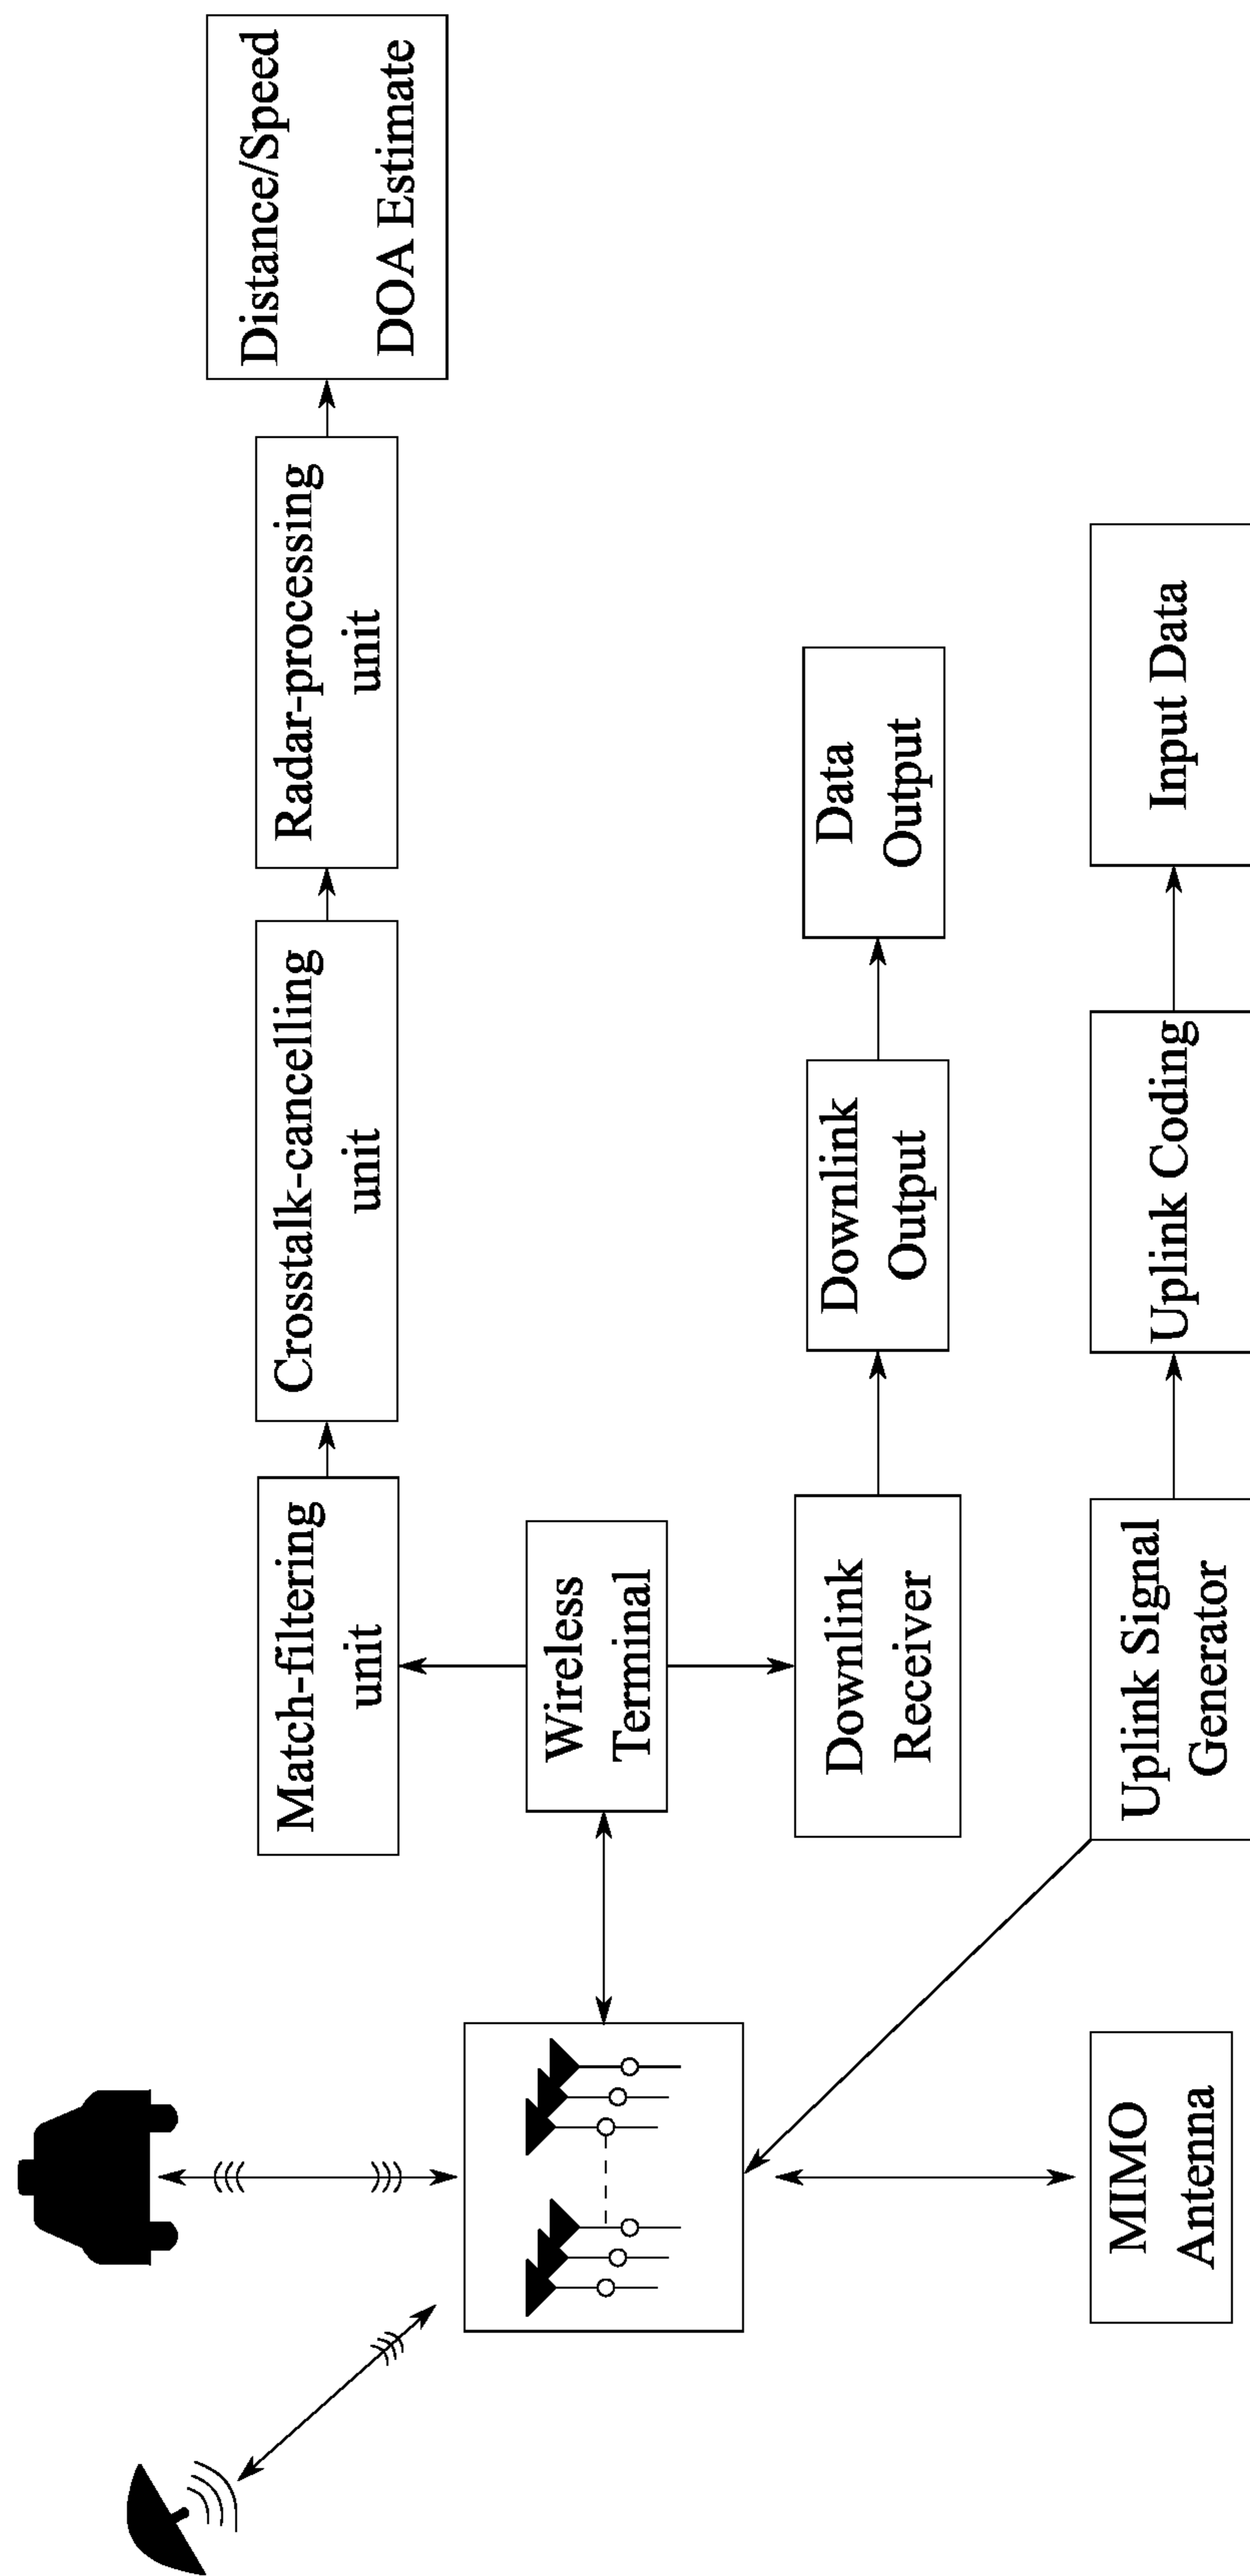 Match-filtering
unit
Crosstalk-cancelling
unit
Radar-processing
unit
Distance/Speed
DOA Estimate
Wireless
Terminal
Downlink
Receiver
Downlink
Output
Data
Output
MIMO
Antenna
Uplink Signal
Generator
Uplink Coding
Input Data